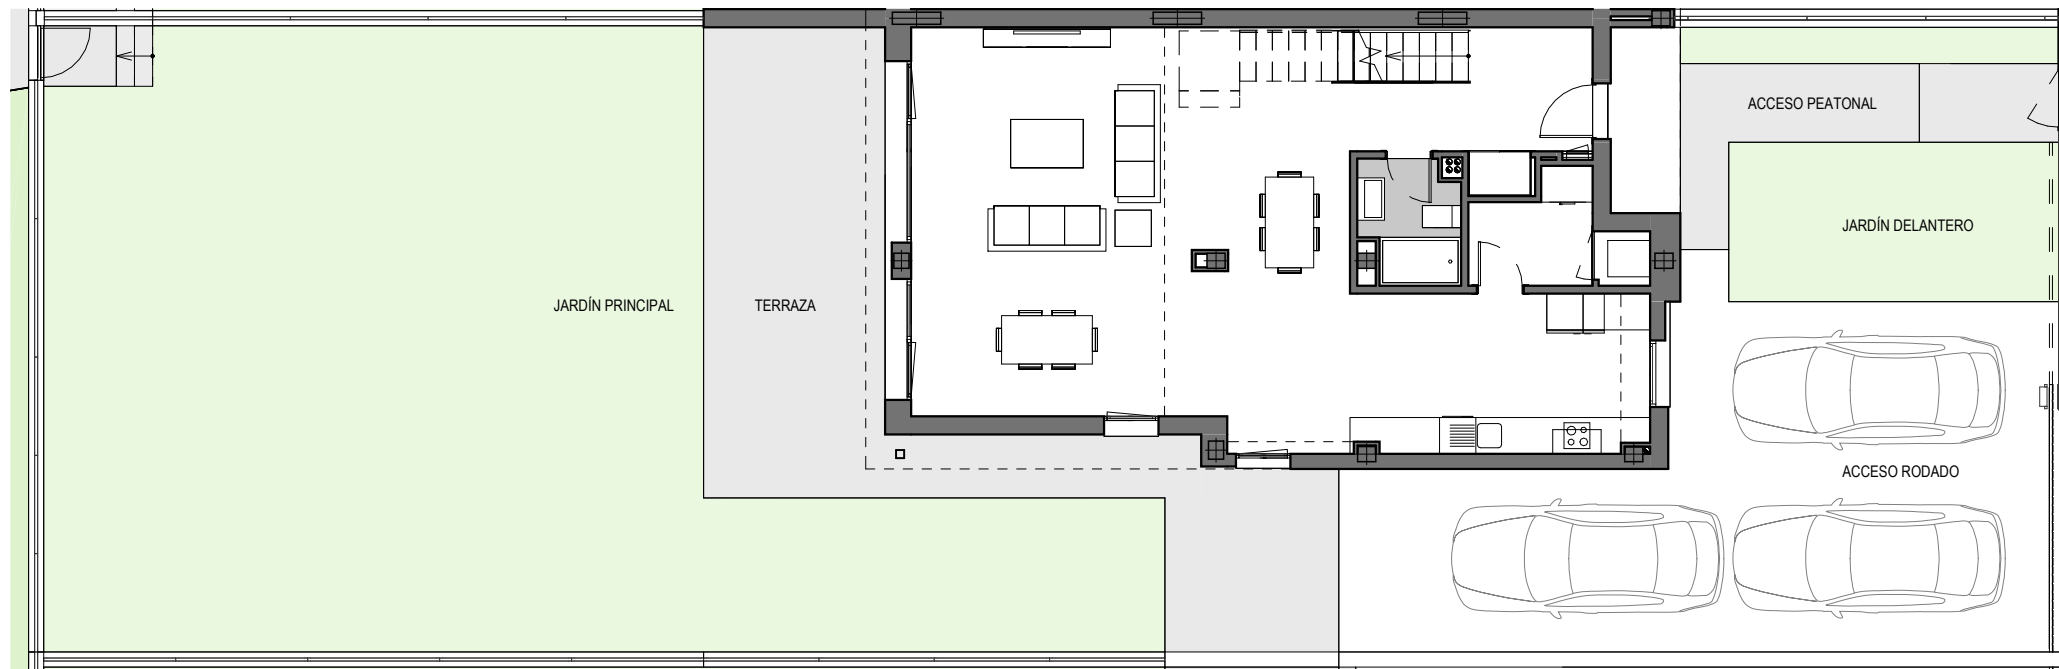 ACCESO PEATONAL
JARDÍN DELANTERO
JARDÍN PRINCIPAL
TERRAZA
ACCESO RODADO